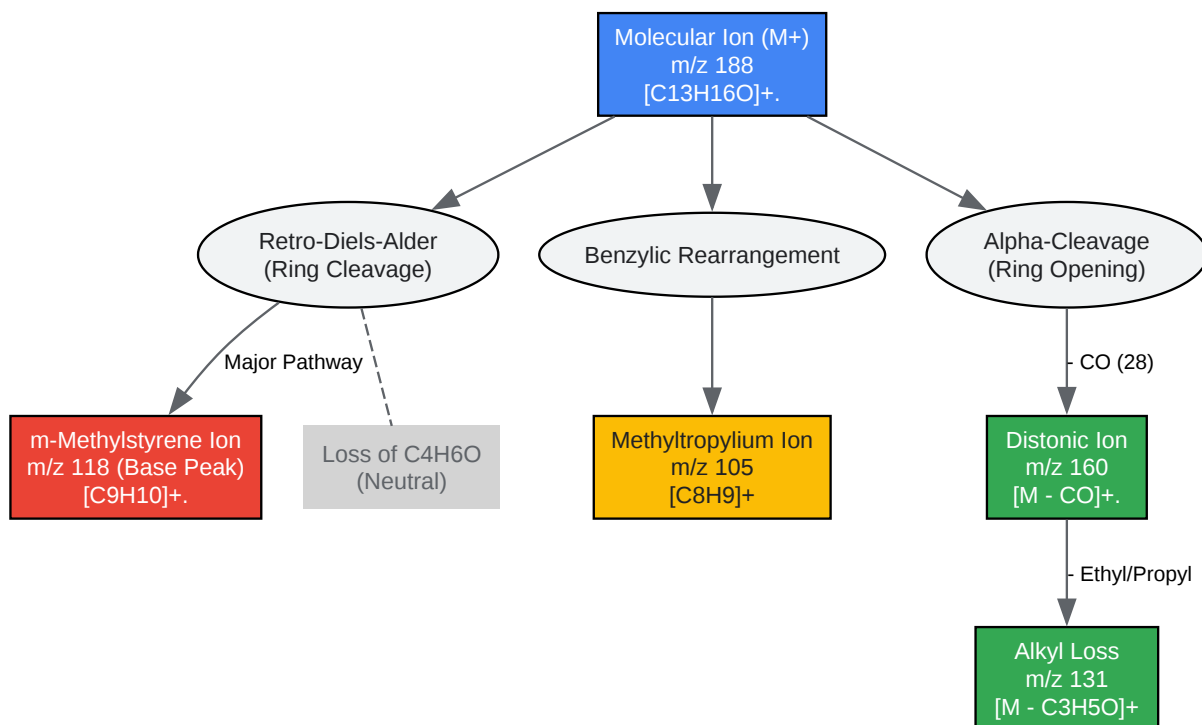 Molecular Ion (M+)
m/z 188
[C13H16O]+.
Retro-Diels-Alder
(Ring Cleavage)
Benzylic Rearrangement
Alpha-Cleavage
(Ring Opening)
Major Pathway
- CO (28)
m-Methylstyrene Ion
m/z 118 (Base Peak)
[C9H10]+.
Loss of C4H6O
(Neutral)
Methyltropylium Ion
m/z 105
[C8H9]+
Distonic Ion
m/z 160
[M - CO]+.
- Ethyl/Propyl
Alkyl Loss
m/z 131
[M - C3H5O]+